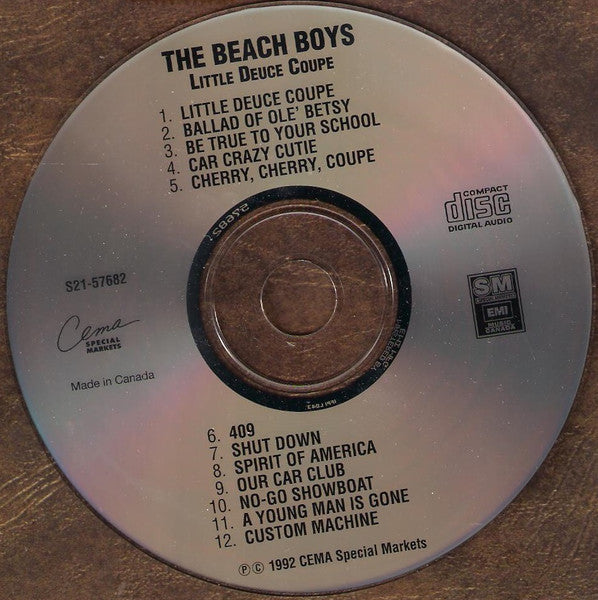 THE BEACH BOYS
LITTLE DEUCE COUPE
1. LITTLE DEUCE COUPE
2. BALLAD OF OLE' BETSY
3. BE TRUE TO YOUR SCHOOL
4. CAR CRAZY CUTIE
5. CHERRY, CHERRY, COUPE
COMPACT
disc
DIGITAL AUDIO
S21-57682
Cema
SPECIAL
MARKETS
Made in Canada
SM
EMI
MUSIC
CANADA
6. 409
7. SHUT DOWN
8. SPIRIT OF AMERICA
9. OUR CAR CLUB
10. NO-GO SHOWBOAT
11. A YOUNG MAN IS GONE
12. CUSTOM MACHINE
Ⓟ© 1992 CEMA Special Markets